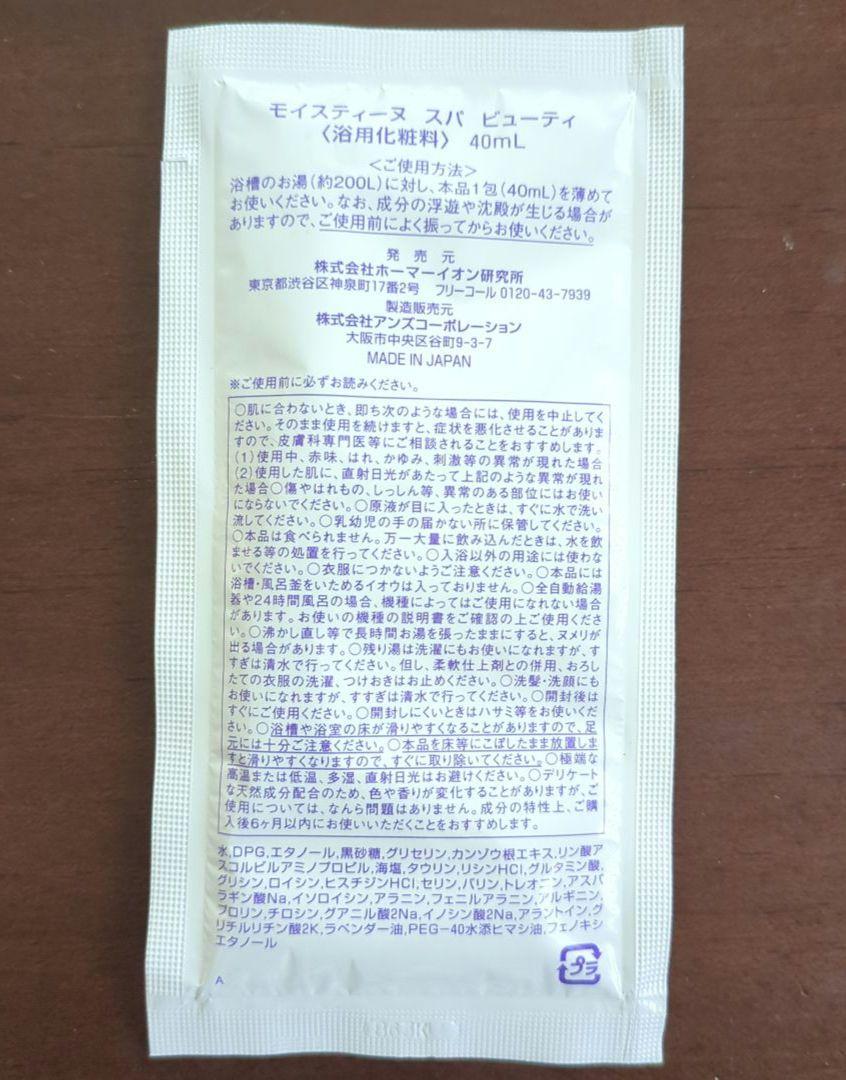 モイスティーヌ スパ ビューティ
〈浴用化粧料〉 40mL
<ご使用方法>
浴槽のお湯(約200L)に対し、本品1包(40mL)を薄めて
お使いください。なお、成分の浮遊や沈殿が生じる場合が
ありますので、ご使用前によく振ってからお使いください。
発売元
株式会社ホーマーイオン研究所
東京都渋谷区神泉町17番2号 フリーコール 0120-43-7939
製造販売元
株式会社アンズコーポレーション
大阪市中央区谷町9-3-7
MADE IN JAPAN
※ご使用前に必ずお読みください。
○肌に合わないとき、即ち次のような場合には、使用を中止してく
ださい。そのまま使用を続けますと、症状を悪化させることがありま
すので、皮膚科専門医等にご相談されることをおすすめします。
(1)使用中、赤味、はれ、かゆみ、刺激等の異常が現れた場合
(2)使用した肌に、直射日光があたって上記のような異常が現れ
た場合○傷やはれもの、しっしん等、異常のある部位にはお使い
にならないでください。○原液が目に入ったときは、すぐに水で洗い
流してください。○乳幼児の手の届かない所に保管してください。
○本品は食べられません。万一大量に飲み込んだときは、水を飲
ませる等の処置を行ってください。○入浴以外の用途には使わな
いでください。○衣服につかないようご注意ください。○本品には
浴槽・風呂釜をいためるイオウは入っておりません。○全自動給湯
器や24時間風呂の場合、機種によってはご使用になれない場合
があります。お使いの機種の説明書をご確認の上ご使用くださ
い。○沸かし直し等で長時間お湯を張ったままにすると、ヌメリが
出る場合があります。○残り湯は洗濯にもお使いになれますが、す
すぎは清水で行ってください。但し、柔軟仕上剤との併用、おろし
たての衣服の洗濯、つけおきはお止めください。○洗髪・洗顔にも
お使いになれますが、すすぎは清水で行ってください。○開封後は
すぐにご使用ください。○開封しにくいときはハサミ等をお使いくだ
さい。○浴槽や浴室の床が滑りやすくなることがありますので、足
元には十分ご注意ください。○本品を床等にこぼしたまま放置しま
すと滑りやすくなりますので、すぐに取り除いてください。○極端な
高温または低温、多湿、直射日光はお避けください。○デリケート
な天然成分配合のため、色や香りが変化することがありますが、ご
使用については、なんら問題はありません。成分の特性上、ご購
入後6ヶ月以内にお使いいただくことをおすすめします。
水,DPG,エタノール,黒砂糖,グリセリン,カンゾウ根エキス,リン酸ア
スコルビルアミノプロピル,海塩,タウリン,リシンHCl,グルタミン酸,
グリシン,ロイシン,ヒスチジンHCl,セリン,バリン,トレオニン,アスパ
ラギン酸Na,イソロイシン,アラニン,フェニルアラニン,アルギニン,
プロリン,チロシン,グアニル酸2Na,イノシン酸2Na,アラントイン,グ
リチルリチン酸2K,ラベンダー油,PEG-40水添ヒマシ油,フェノキシ
エタノール
プラ
A